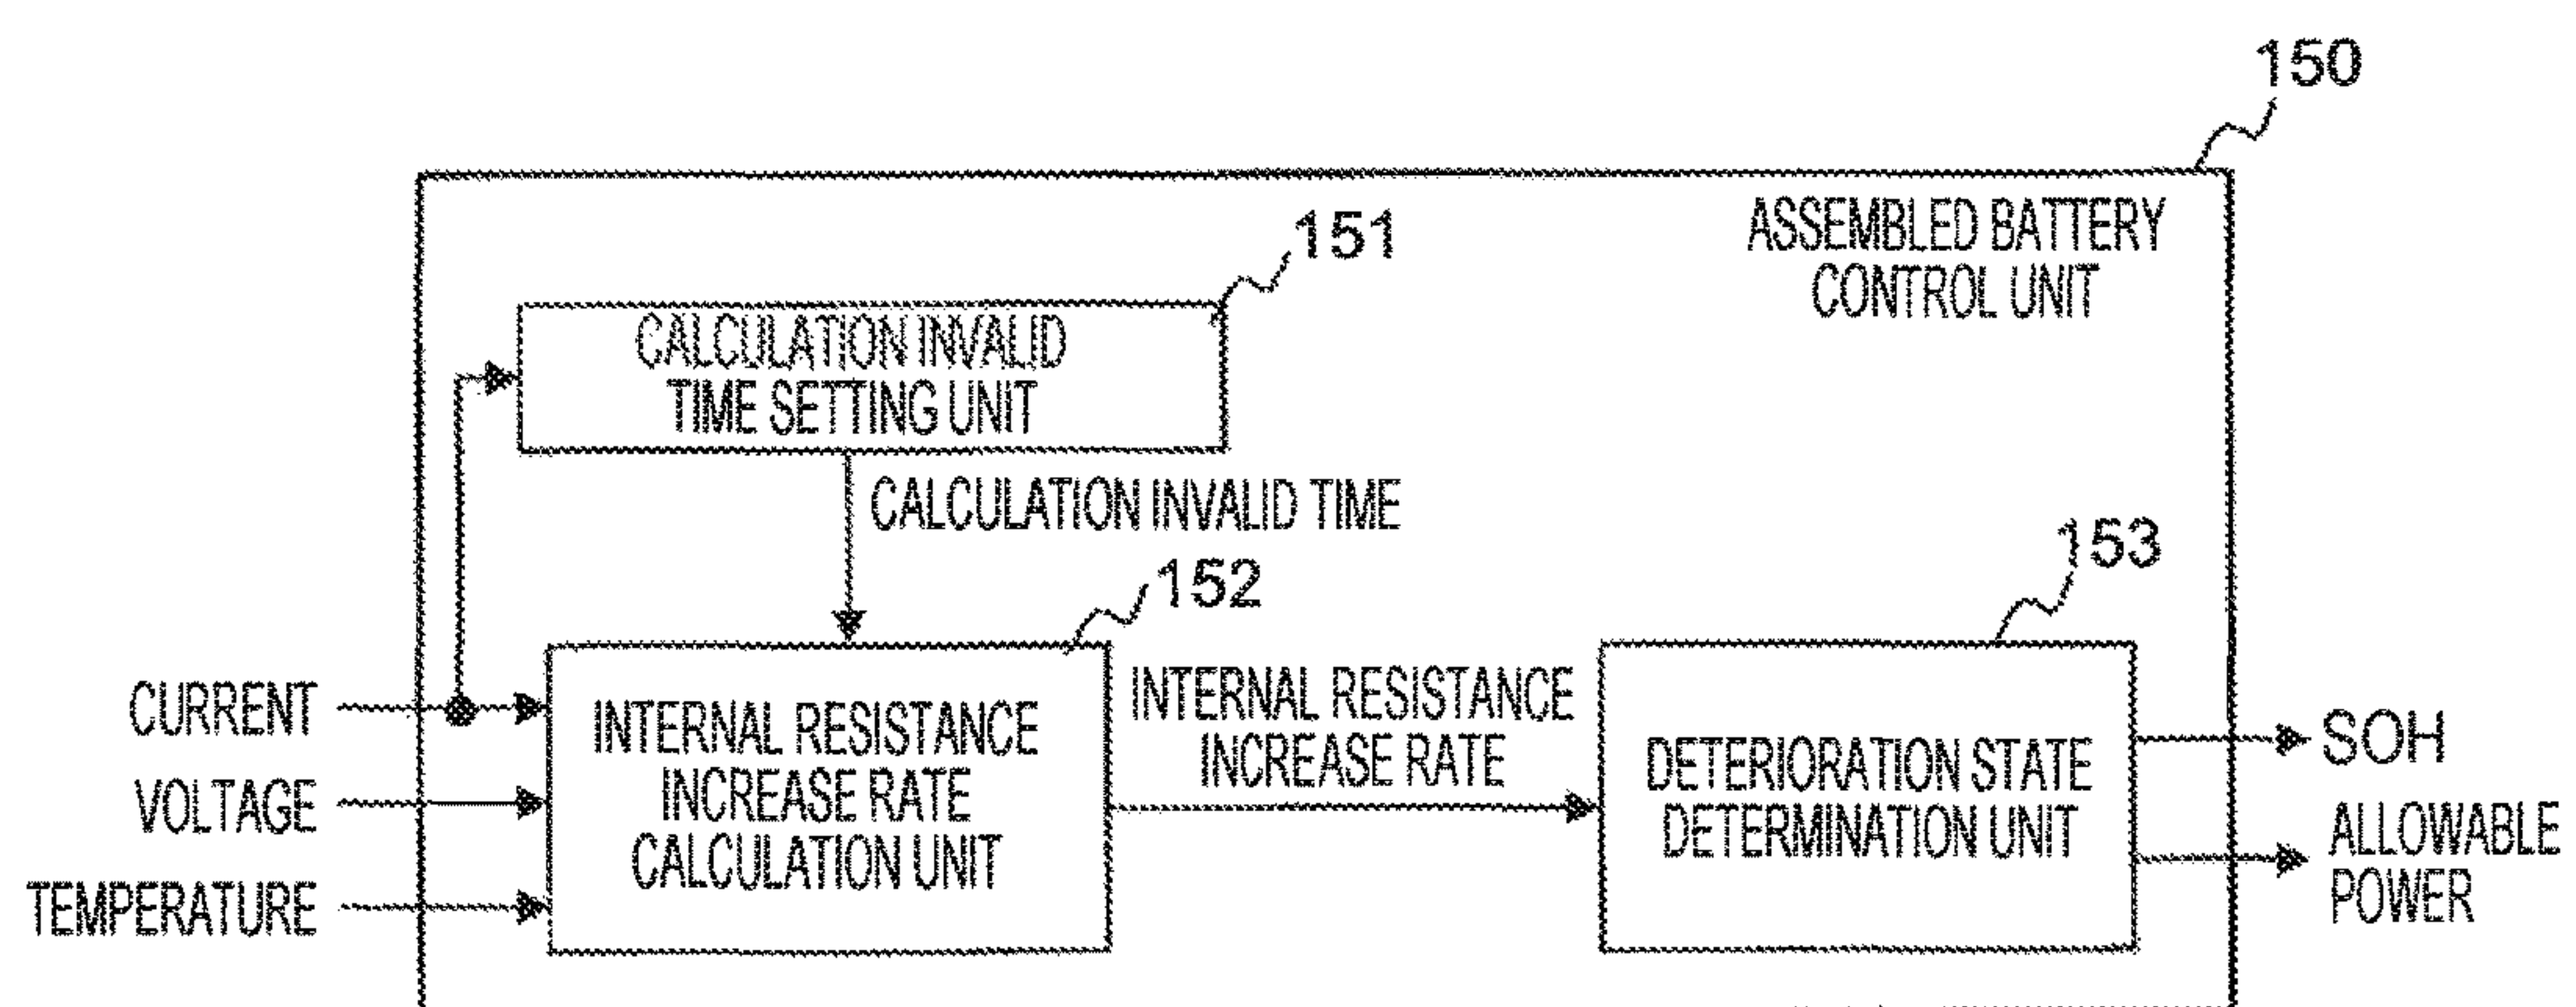 150
ASSEMBLED BATTERY
CONTROL UNIT
151
CALCULATION INVALID
TIME SETTING UNIT
CALCULATION INVALID TIME
152
153
CURRENT
VOLTAGE
TEMPERATURE
INTERNAL RESISTANCE
INCREASE RATE
CALCULATION UNIT
INTERNAL RESISTANCE
INCREASE RATE
DETERIORATION STATE
DETERMINATION UNIT
SOH
ALLOWABLE
POWER